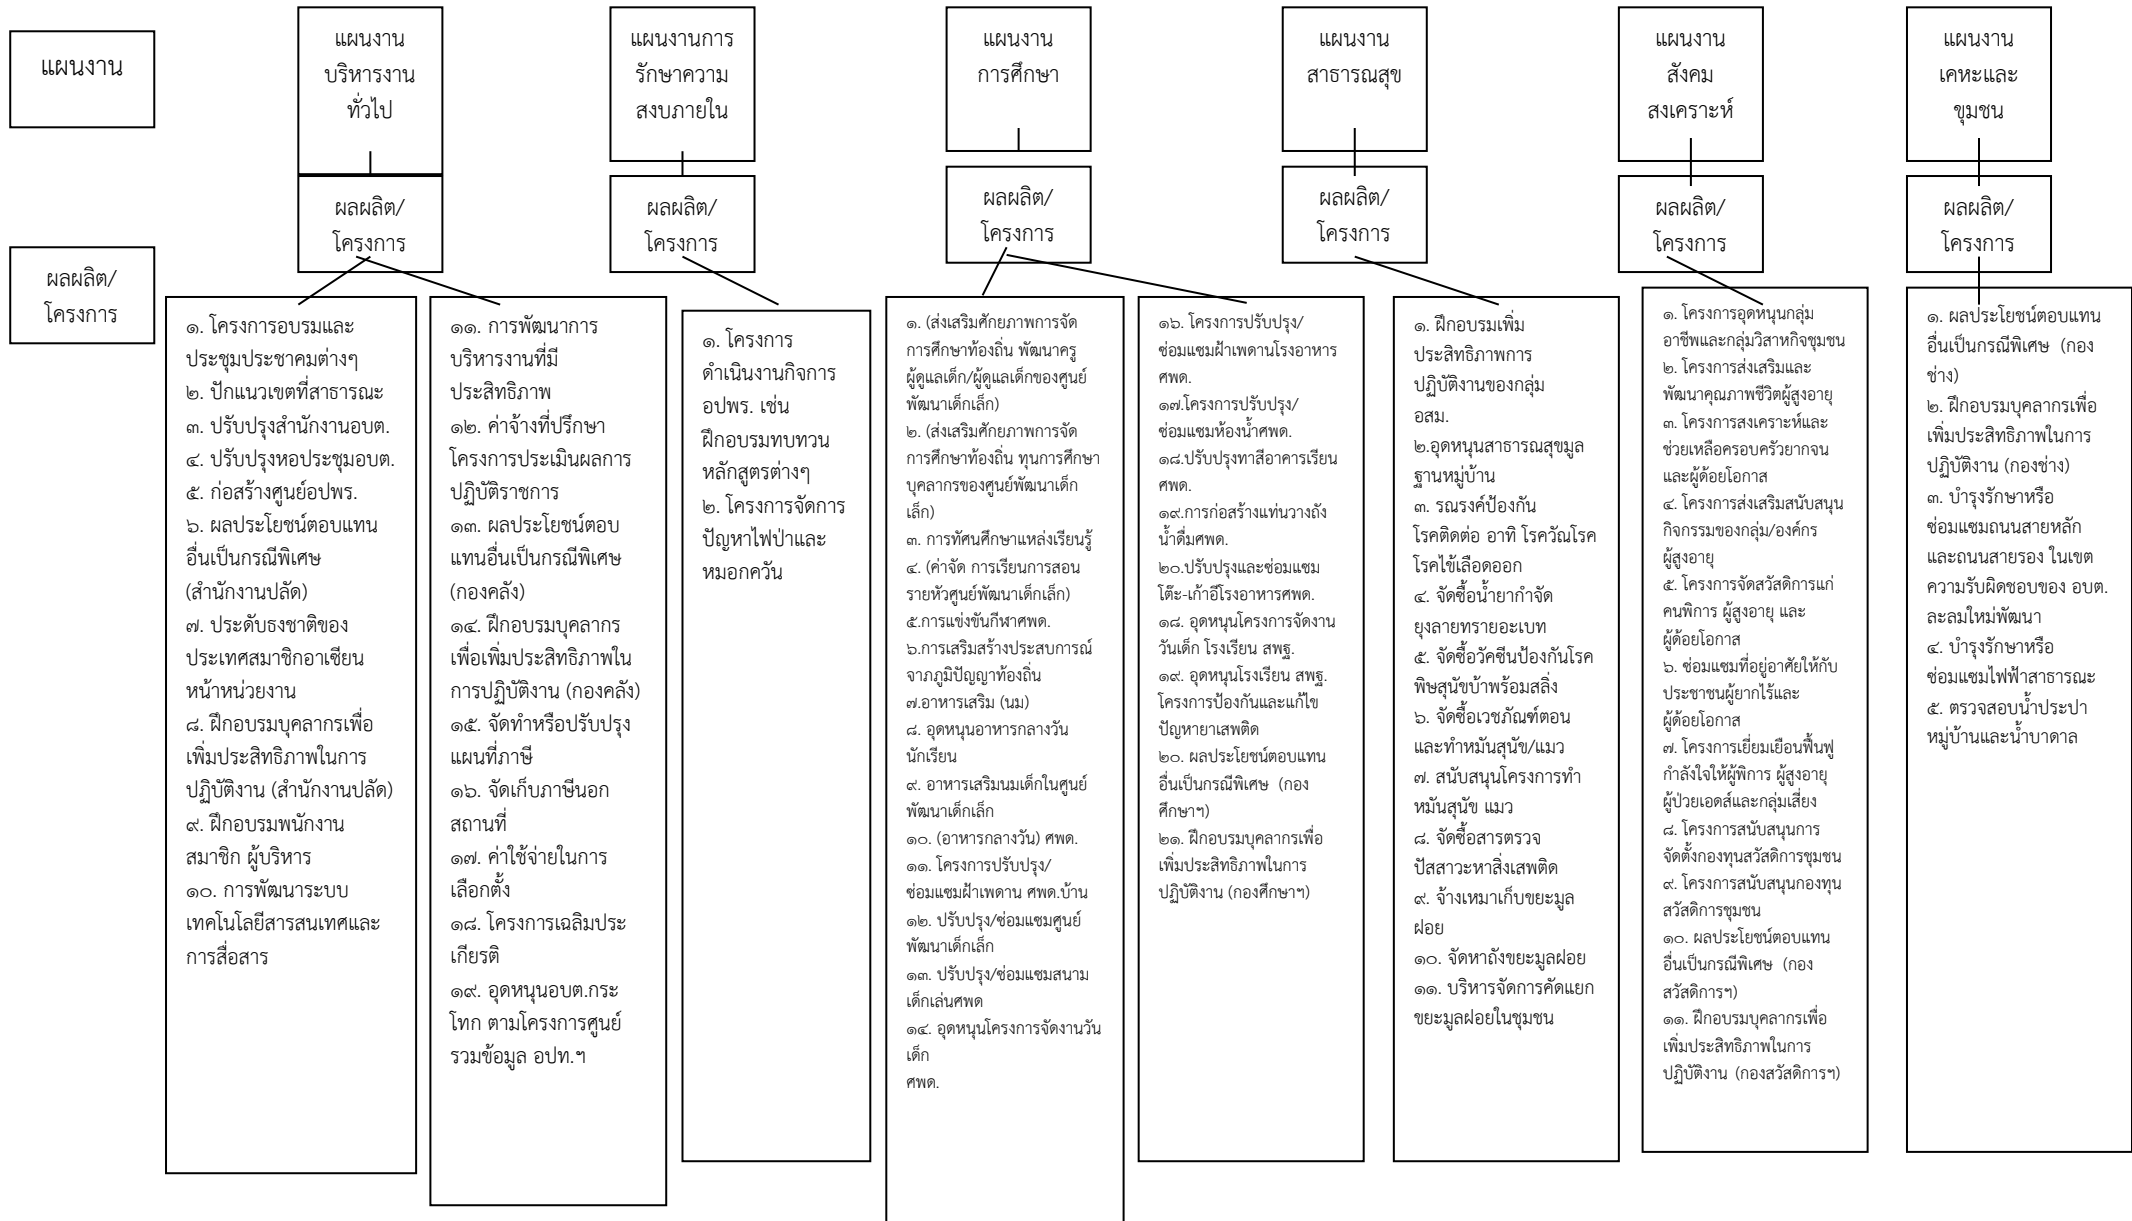 แผนงาน
แผนงาน
บริหารงาน
ทั่วไป
แผนงานการ
รักษาความ
สงบภายใน
แผนงาน
การศึกษา
แผนงาน
สาธารณสุข
แผนงาน
สังคม
สงเคราะห์
แผนงาน
เคหะและ
ขุมชน
ผลผลิต/
โครงการ
ผลผลิต/
โครงการ
ผลผลิต/
โครงการ
ผลผลิต/
โครงการ
ผลผลิต/
โครงการ
ผลผลิต/
โครงการ
ผลผลิต/
โครงการ
๑. โครงการอบรมและ
ประชุมประชาคมต่างๆ
๒. ปักแนวเขตที่สาธารณะ
๓. ปรับปรุงสำนักงานอบต.
๔. ปรับปรุงหอประชุมอบต.
๕. ก่อสร้างศูนย์อปพร.
๖. ผลประโยชน์ตอบแทน
อื่นเป็นกรณีพิเศษ
(สำนักงานปลัด)
๗. ประดับธงชาติของ
ประเทศสมาชิกอาเซียน
หน้าหน่วยงาน
๘. ฝึกอบรมบุคลากรเพื่อ
เพิ่มประสิทธิภาพในการ
ปฏิบัติงาน (สำนักงานปลัด)
๙. ฝึกอบรมพนักงาน
สมาชิก ผู้บริหาร
๑๐. การพัฒนาระบบ
เทคโนโลยีสารสนเทศและ
การสื่อสาร
๑๑. การพัฒนาการ
บริหารงานที่มี
ประสิทธิภาพ
๑๒. ค่าจ้างที่ปรึกษา
โครงการประเมินผลการ
ปฏิบัติราชการ
๑๓. ผลประโยชน์ตอบ
แทนอื่นเป็นกรณีพิเศษ
(กองคลัง)
๑๔. ฝึกอบรมบุคลากร
เพื่อเพิ่มประสิทธิภาพใน
การปฏิบัติงาน (กองคลัง)
๑๕. จัดทำหรือปรับปรุง
แผนที่ภาษี
๑๖. จัดเก็บภาษีนอก
สถานที่
๑๗. ค่าใช้จ่ายในการ
เลือกตั้ง
๑๘. โครงการเฉลิมประ
เกียรติ
๑๙. อุดหนุนอบต.กระ
โทก ตามโครงการศูนย์
รวมข้อมูล อปท.ฯ
๑. โครงการ
ดำเนินงานกิจการ
อปพร. เช่น
ฝึกอบรมทบทวน
หลักสูตรต่างๆ
๒. โครงการจัดการ
ปัญหาไฟป่าและ
หมอกควัน
๑. (ส่งเสริมศักยภาพการจัด
การศึกษาท้องถิ่น พัฒนาครู
ผู้ดูแลเด็ก/ผู้ดูแลเด็กของศูนย์
พัฒนาเด็กเล็ก)
๒. (ส่งเสริมศักยภาพการจัด
การศึกษาท้องถิ่น ทุนการศึกษา
บุคลากรของศูนย์พัฒนาเด็ก
เล็ก)
๓. การทัศนศึกษาแหล่งเรียนรู้
๔. (ค่าจัด การเรียนการสอน
รายหัวศูนย์พัฒนาเด็กเล็ก)
๕.การแข่งขันกีฬาศพด.
๖.การเสริมสร้างประสบการณ์
จากภูมิปัญญาท้องถิ่น
๗.อาหารเสริม (นม)
๘. อุดหนุนอาหารกลางวัน
นักเรียน
๙. อาหารเสริมนมเด็กในศูนย์
พัฒนาเด็กเล็ก
๑๐. (อาหารกลางวัน) ศพด.
๑๑. โครงการปรับปรุง/
ซ่อมแซมฝ้าเพดาน ศพด.บ้าน
๑๒. ปรับปรุง/ซ่อมแซมศูนย์
พัฒนาเด็กเล็ก
๑๓. ปรับปรุง/ซ่อมแซมสนาม
เด็กเล่นศพด
๑๔. อุดหนุนโครงการจัดงานวัน
เด็ก
ศพด.
๑๖. โครงการปรับปรุง/
ซ่อมแซมฝ้าเพดานโรงอาหาร
ศพด.
๑๗.โครงการปรับปรุง/
ซ่อมแซมห้องน้ำศพด.
๑๘.ปรับปรุงทาสีอาคารเรียน
ศพด.
๑๙.การก่อสร้างแท่นวางถัง
น้ำดื่มศพด.
๒๐.ปรับปรุงและซ่อมแซม
โต๊ะ-เก้าอีโรงอาหารศพด.
๑๘. อุดหนุนโครงการจัดงาน
วันเด็ก โรงเรียน สพฐ.
๑๙. อุดหนุนโรงเรียน สพฐ.
โครงการป้องกันและแก้ไข
ปัญหายาเสพติด
๒๐. ผลประโยชน์ตอบแทน
อื่นเป็นกรณีพิเศษ (กอง
ศึกษาฯ)
๒๑. ฝึกอบรมบุคลากรเพื่อ
เพิ่มประสิทธิภาพในการ
ปฏิบัติงาน (กองศึกษาฯ)
๑. ฝึกอบรมเพิ่ม
ประสิทธิภาพการ
ปฏิบัติงานของกลุ่ม
อสม.
๒.อุดหนุนสาธารณสุขมูล
ฐานหมู่บ้าน
๓. รณรงค์ป้องกัน
โรคติดต่อ อาทิ โรควัณโรค
โรคไข้เลือดออก
๔. จัดซื้อน้ำยากำจัด
ยุงลายทรายอะเบท
๕. จัดซื้อวัคซีนป้องกันโรค
พิษสุนัขบ้าพร้อมสลิ่ง
๖. จัดซื้อเวชภัณฑ์ตอน
และทำหมันสุนัข/แมว
๗. สนับสนุนโครงการทำ
หมันสุนัข แมว
๘. จัดซื้อสารตรวจ
ปัสสาวะหาสิ่งเสพติด
๙. จ้างเหมาเก็บขยะมูล
ฝอย
๑๐. จัดหาถังขยะมูลฝอย
๑๑. บริหารจัดการคัดแยก
ขยะมูลฝอยในชุมชน
๑. โครงการอุดหนุนกลุ่ม
อาชีพและกลุ่มวิสาหกิจชุมชน
๒. โครงการส่งเสริมและ
พัฒนาคุณภาพชีวิตผู้สูงอายุ
๓. โครงการสงเคราะห์และ
ช่วยเหลือครอบครัวยากจน
และผู้ด้อยโอกาส
๔. โครงการส่งเสริมสนับสนุน
กิจกรรมของกลุ่ม/องค์กร
ผู้สูงอายุ
๕. โครงการจัดสวัสดิการแก่
คนพิการ ผู้สูงอายุ และ
ผู้ด้อยโอกาส
๖. ซ่อมแซมที่อยู่อาศัยให้กับ
ประชาชนผู้ยากไร้และ
ผู้ด้อยโอกาส
๗. โครงการเยี่ยมเยือนฟื้นฟู
กำลังใจให้ผู้พิการ ผู้สูงอายุ
ผู้ป่วยเอดส์และกลุ่มเสี่ยง
๘. โครงการสนับสนุนการ
จัดตั้งกองทุนสวัสดิการชุมชน
๙. โครงการสนับสนุนกองทุน
สวัสดิการชุมชน
๑๐. ผลประโยชน์ตอบแทน
อื่นเป็นกรณีพิเศษ (กอง
สวัสดิการฯ)
๑๑. ฝึกอบรมบุคลากรเพื่อ
เพิ่มประสิทธิภาพในการ
ปฏิบัติงาน (กองสวัสดิการฯ)
๑. ผลประโยชน์ตอบแทน
อื่นเป็นกรณีพิเศษ (กอง
ช่าง)
๒. ฝึกอบรมบุคลากรเพื่อ
เพิ่มประสิทธิภาพในการ
ปฏิบัติงาน (กองช่าง)
๓. บำรุงรักษาหรือ
ซ่อมแซมถนนสายหลัก
และถนนสายรอง ในเขต
ความรับผิดชอบของ อบต.
ละลมใหม่พัฒนา
๔. บำรุงรักษาหรือ
ซ่อมแซมไฟฟ้าสาธารณะ
๕. ตรวจสอบน้ำประปา
หมู่บ้านและน้ำบาดาล